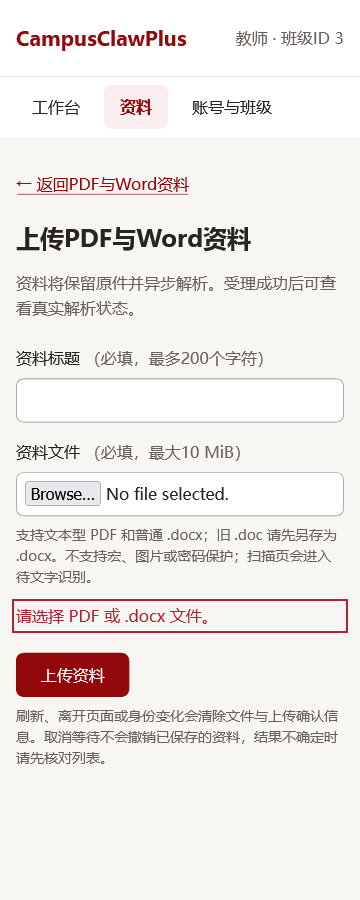 CampusClawPlus
教师 · 班级ID 3
工作台
资料
账号与班级
← 返回PDF与Word资料
上传PDF与Word资料
资料将保留原件并异步解析。受理成功后可查
看真实解析状态。
资料标题 （必填，最多200个字符）
资料文件 （必填，最大10 MiB）
Browse... No file selected.
支持文本型 PDF 和普通 .docx；旧 .doc 请先另存为
.docx。不支持宏、图片或密码保护；扫描页会进入
待文字识别。
请选择 PDF 或 .docx 文件。
上传资料
刷新、离开页面或身份变化会清除文件与上传确认信
息。取消等待不会撤销已保存的资料，结果不确定时
请先核对列表。